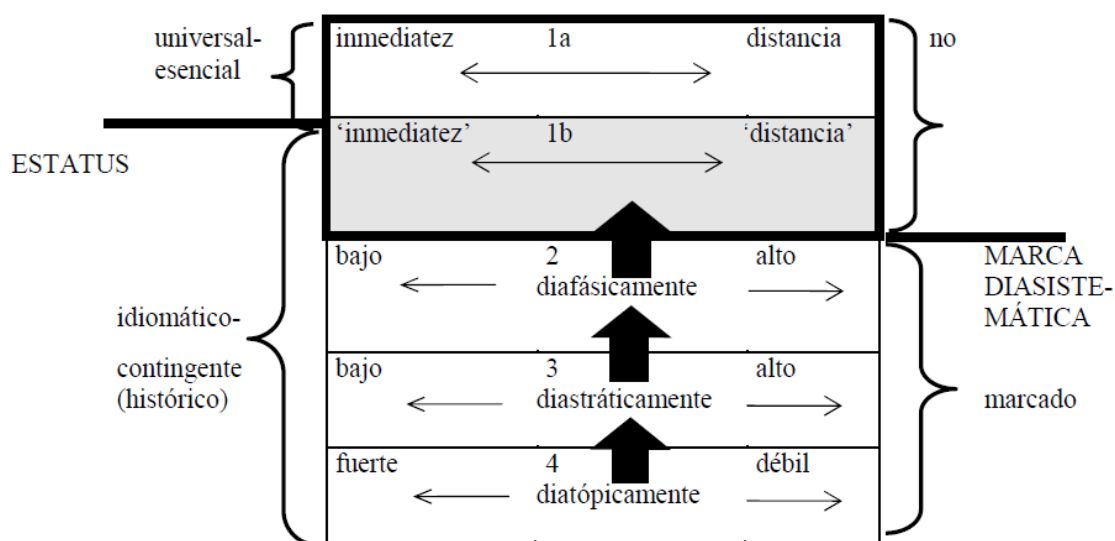 universal-
esencial
inmediatez 1a distancia
no
‘inmediatez’ 1b ‘distancia’
ESTATUS
bajo 2 alto
diafásicamente
MARCA
DIASISTE-
MÁTICA
idiomático-
contingente
(histórico)
bajo 3 alto
diastráticamente
marcado
fuerte 4 débil
diatópicamente